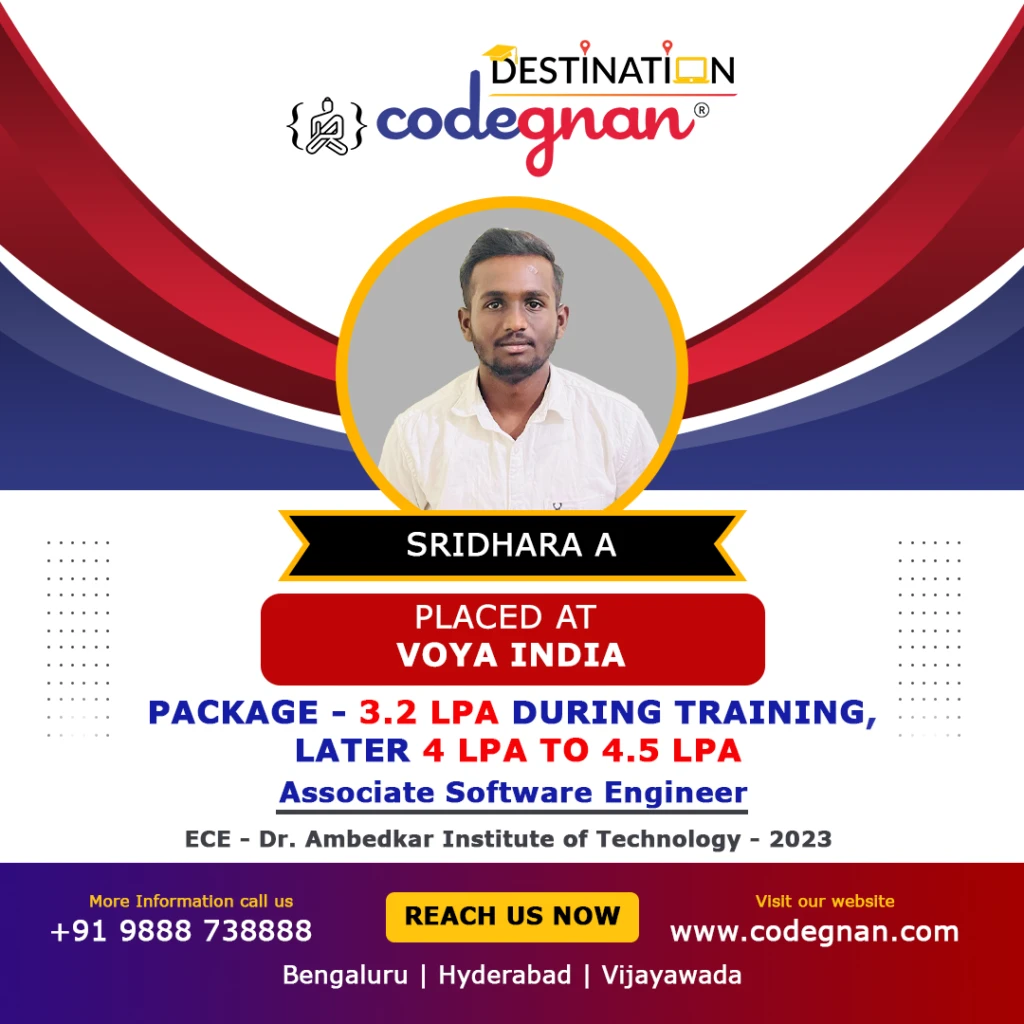 DESTINATION
codegnan®
SRIDHARA A
PLACED AT
VOYA INDIA
PACKAGE - 3.2 LPA DURING TRAINING,
LATER 4 LPA TO 4.5 LPA
Associate Software Engineer
ECE - Dr. Ambedkar Institute of Technology - 2023
More Information call us
+91 9888 738888
REACH US NOW
Visit our website
www.codegnan.com
Bengaluru | Hyderabad | Vijayawada